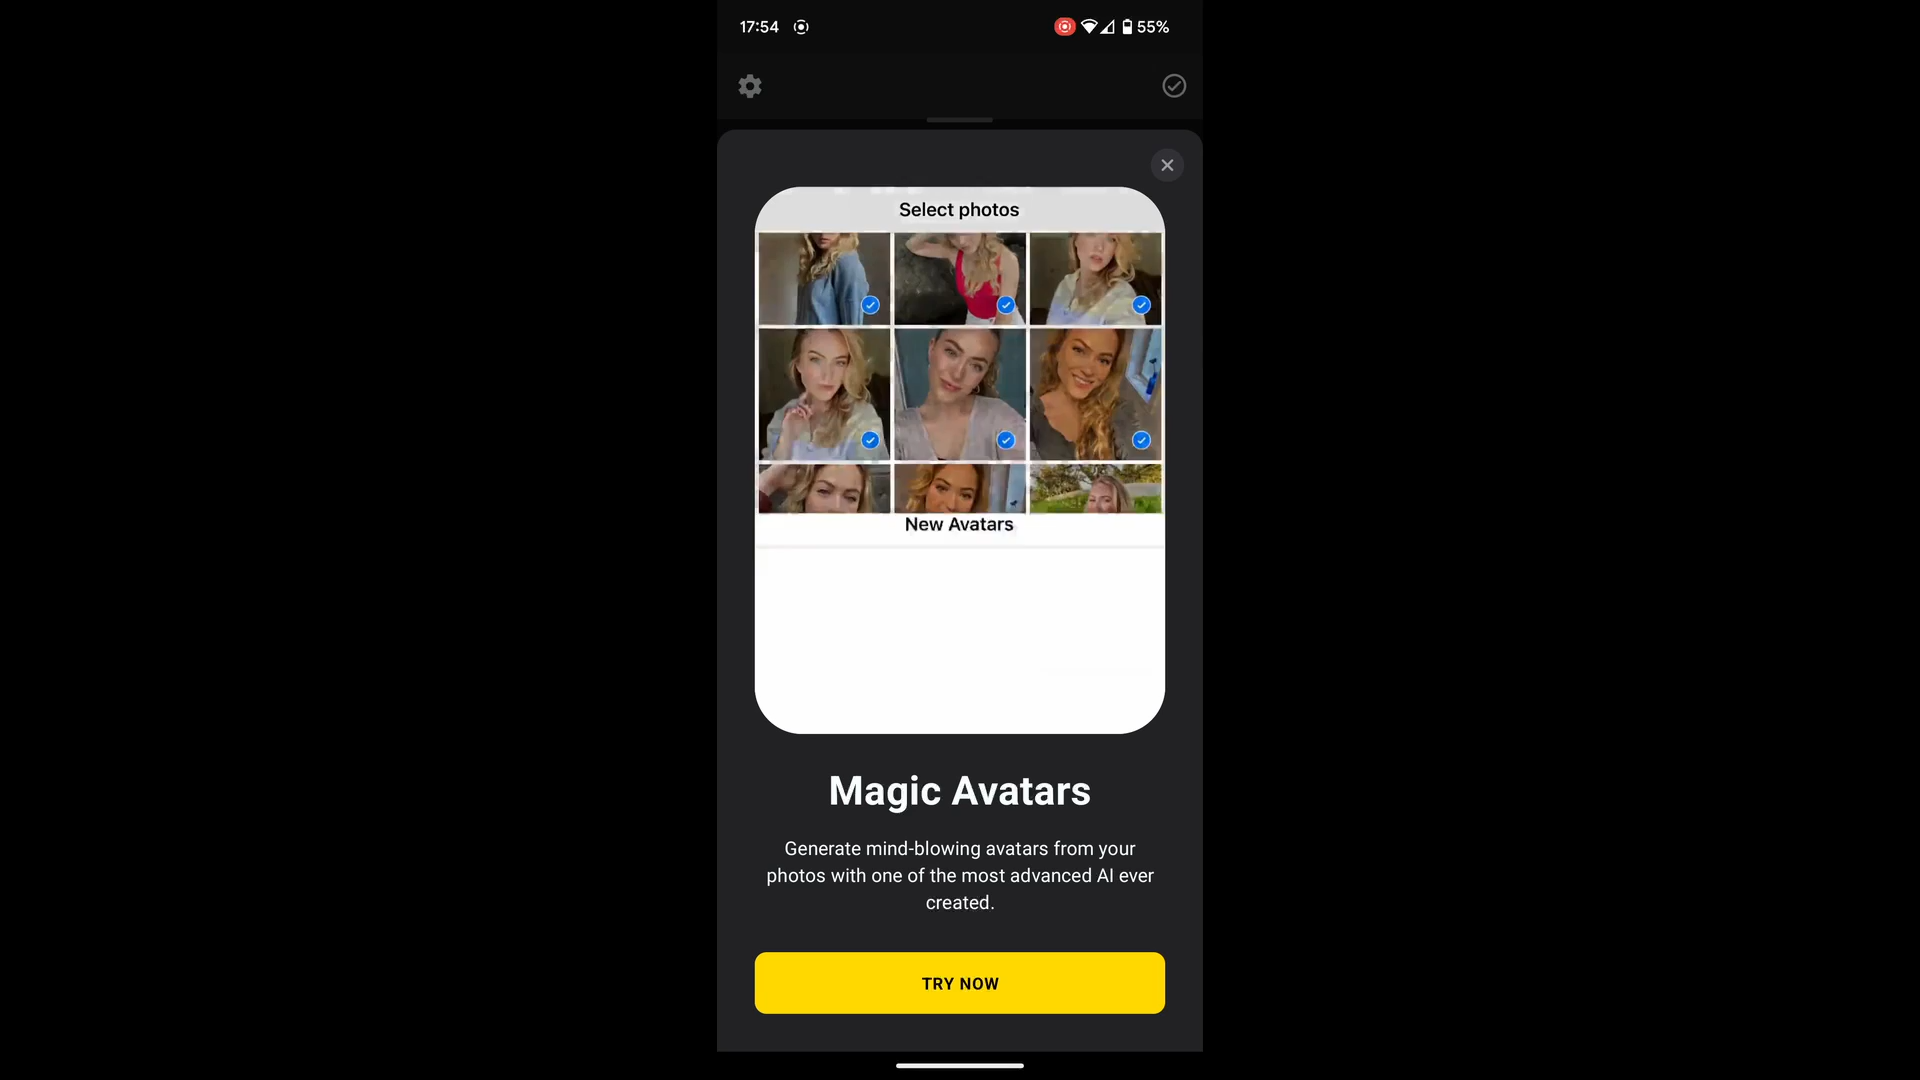 17:54
55%
Select photos
New Avatars
Magic Avatars
Generate mind-blowing avatars from your
photos with one of the most advanced AI ever
created.
TRY NOW